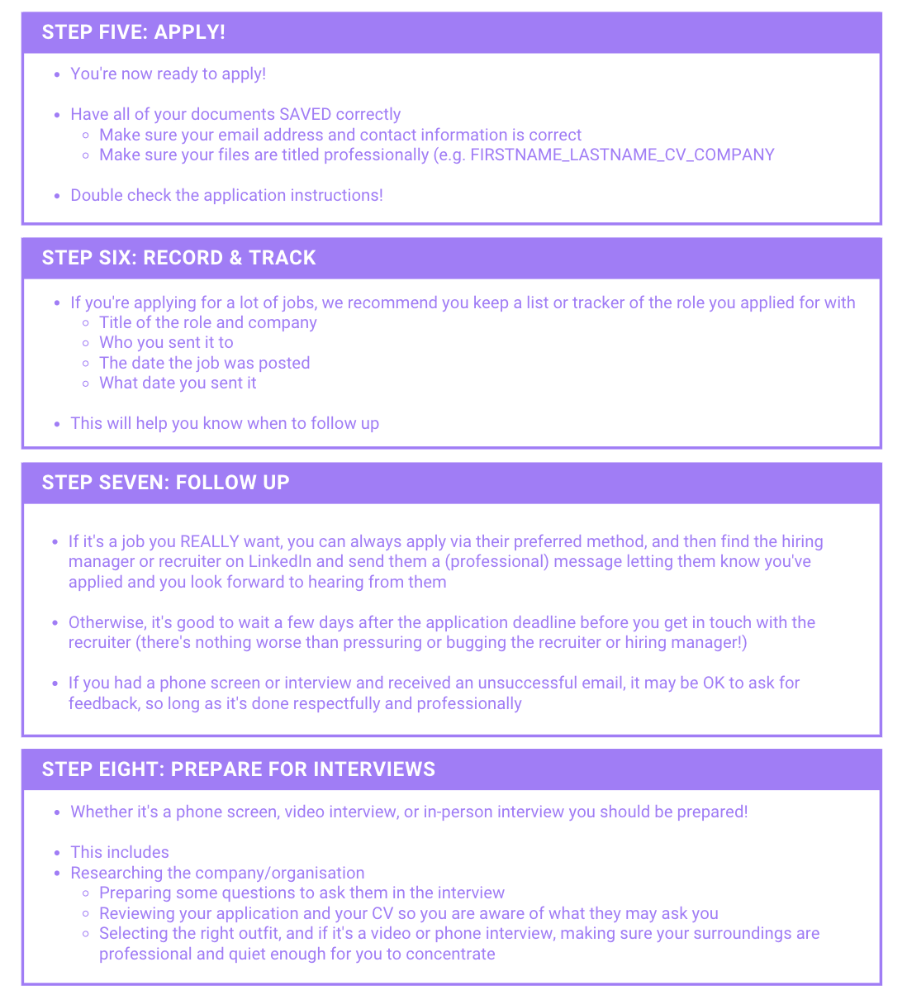 STEP FIVE: APPLY!
• You're now ready to apply!
• Have all of your documents SAVED correctly
◦ Make sure your email address and contact information is correct
◦ Make sure your files are titled professionally (e.g. FIRSTNAME_LASTNAME_CV_COMPANY
• Double check the application instructions!
STEP SIX: RECORD & TRACK
• If you're applying for a lot of jobs, we recommend you keep a list or tracker of the role you applied for with
◦ Title of the role and company
◦ Who you sent it to
◦ The date the job was posted
◦ What date you sent it
• This will help you know when to follow up
STEP SEVEN: FOLLOW UP
• If it's a job you REALLY want, you can always apply via their preferred method, and then find the hiring
manager or recruiter on LinkedIn and send them a (professional) message letting them know you've
applied and you look forward to hearing from them
• Otherwise, it's good to wait a few days after the application deadline before you get in touch with the
recruiter (there's nothing worse than pressuring or bugging the recruiter or hiring manager!)
• If you had a phone screen or interview and received an unsuccessful email, it may be OK to ask for
feedback, so long as it's done respectfully and professionally
STEP EIGHT: PREPARE FOR INTERVIEWS
• Whether it's a phone screen, video interview, or in-person interview you should be prepared!
• This includes
• Researching the company/organisation
◦ Preparing some questions to ask them in the interview
◦ Reviewing your application and your CV so you are aware of what they may ask you
◦ Selecting the right outfit, and if it's a video or phone interview, making sure your surroundings are
professional and quiet enough for you to concentrate